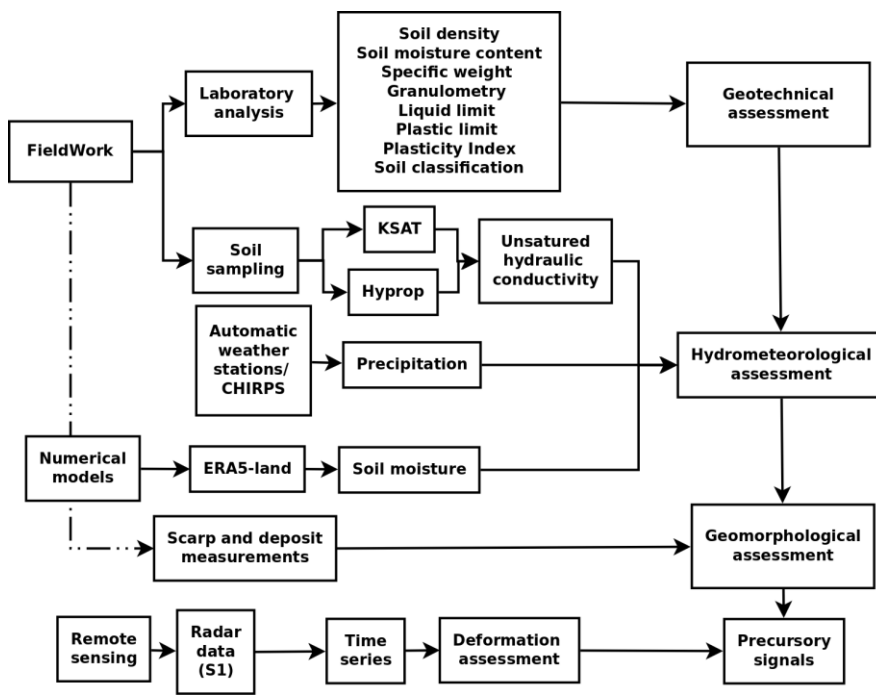 Soil density
Soil moisture content
Specific weight
Granulometry
Liquid limit
Plastic limit
Plasticity Index
Soil classification
Laboratory
analysis
Geotechnical
assessment
FieldWork
Soil
sampling
KSAT
Hyprop
Unsatured
hydraulic
conductivity
Automatic
weather
stations/
CHIRPS
Precipitation
Hydrometeorological
assessment
Numerical
models
ERA5-land
Soil moisture
Scarp and deposit
measurements
Geomorphological
assessment
Remote
sensing
Radar
data
(S1)
Time
series
Deformation
assessment
Precursory
signals